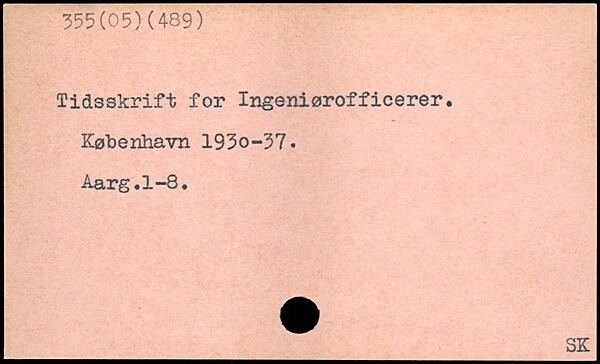 355(05)(489)
Tidsskrift for Ingeniørofficerer.
København 193o-37.
Aarg.1-8.
SK